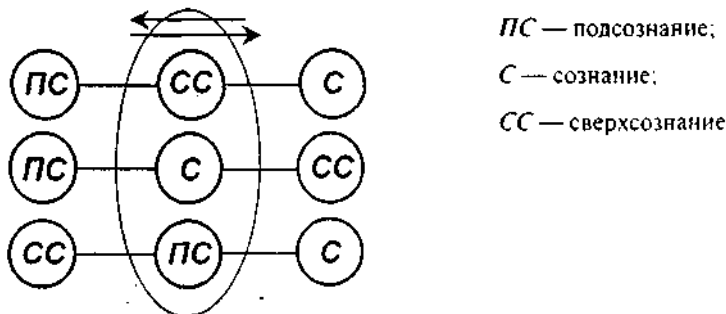 ПС — подсознание;
ПС СС С
С — сознание;
ПС С СС
СС — сверхсознание
СС ПС С